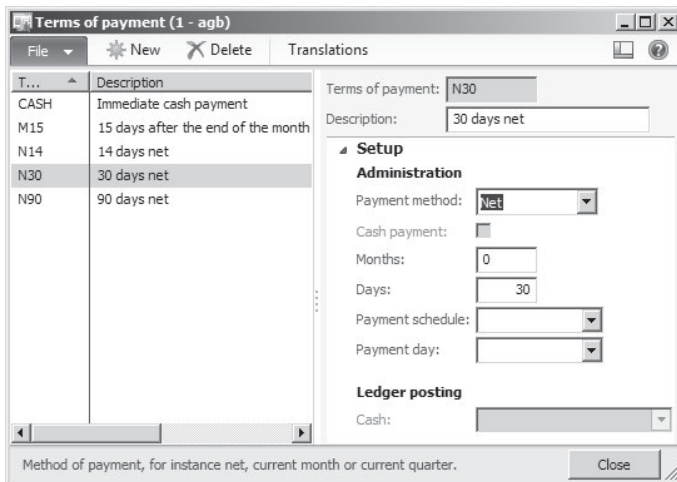 Terms of payment (1 - agb)
File New Delete Translations
T... Description
CASH Immediate cash payment
M15 15 days after the end of the month
N14 14 days net
N30 30 days net
N90 90 days net
Terms of payment: N30
Description: 30 days net
Setup
Administration
Payment method: Net
Cash payment:
Months: 0
Days: 30
Payment schedule:
Payment day:
Ledger posting
Cash:
Method of payment, for instance net, current month or current quarter. Close